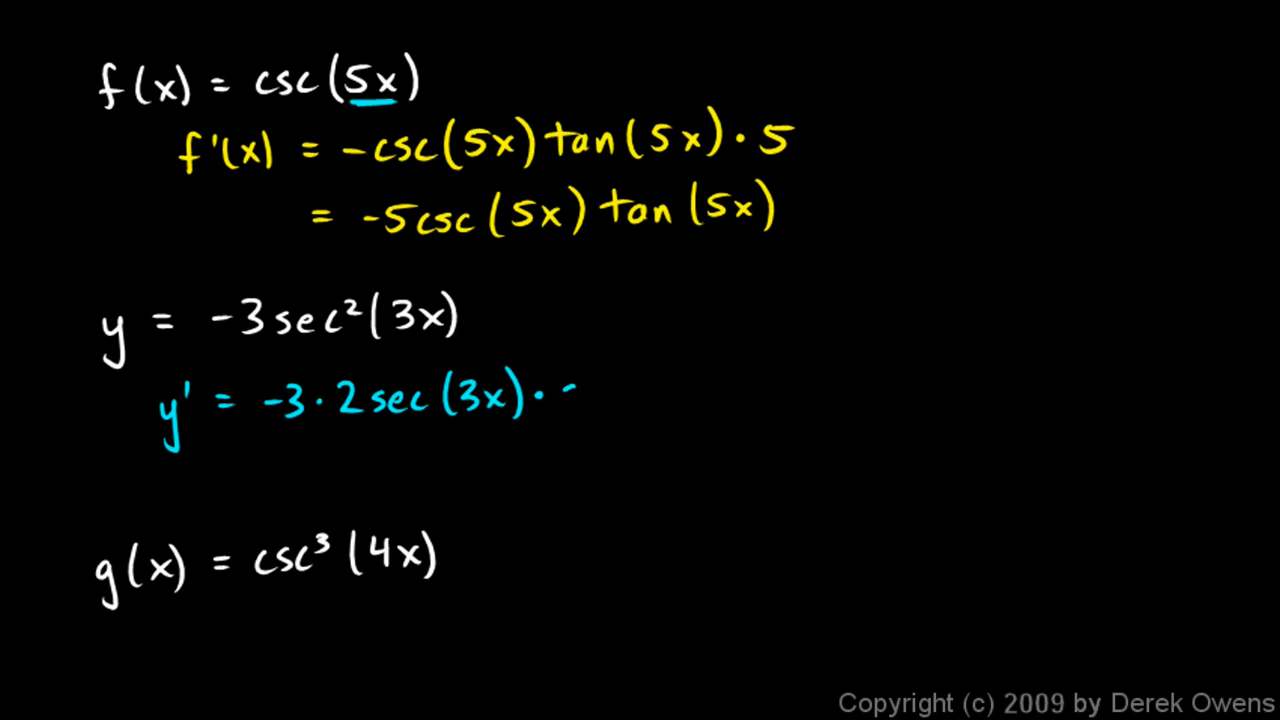 f(x) = csc(5x)
f'(x) = -csc(5x)tan(5x)·5
= -5csc(5x)tan(5x)
y = -3sec²(3x)
y' = -3·2sec(3x)·
g(x) = csc³(4x)
Copyright (c) 2009 by Derek Owens